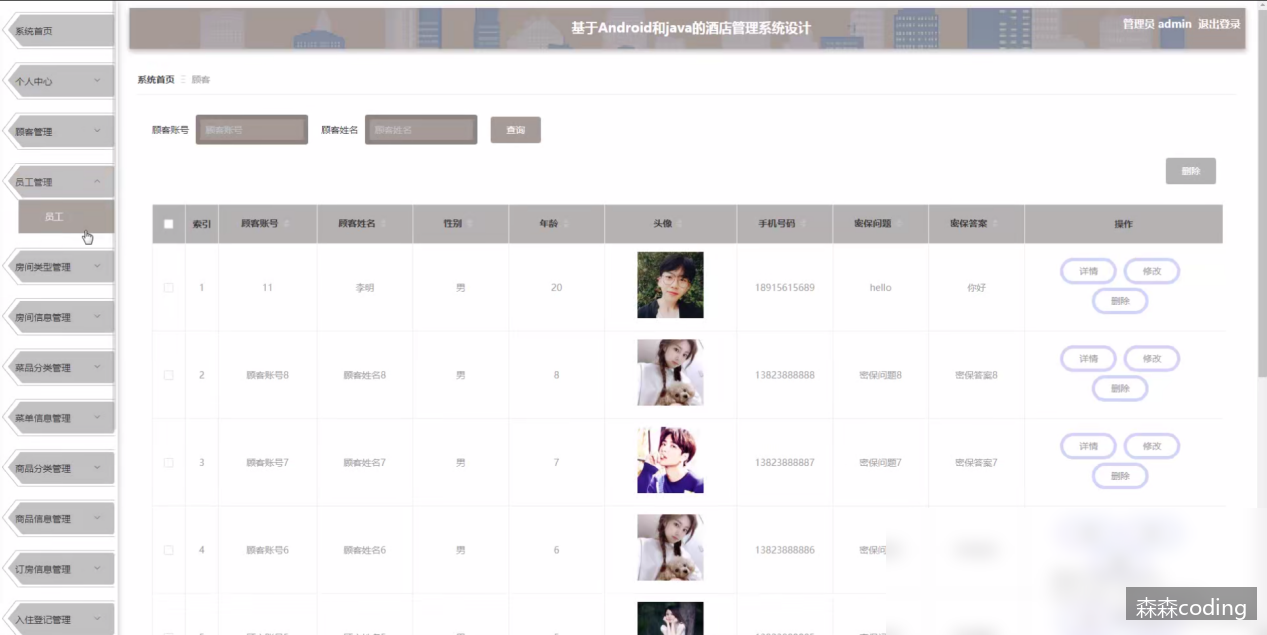 基于Android和java的酒店管理系统设计
管理员 admin 退出登录
系统首页
个人中心
顾客管理
员工管理
员工
房间类型管理
房间信息管理
菜品分类管理
菜单信息管理
商品分类管理
商品信息管理
订房信息管理
入住登记管理
系统首页 顾客
顾客账号 顾客账号 顾客姓名 顾客姓名 查询
删除
索引 顾客账号 顾客姓名 性别 年龄 头像 手机号码 密保问题 密保答案 操作
1 11 李明 男 20 18915615689 hello 你好 详情 修改
删除
2 顾客账号8 顾客姓名8 男 8 13823888888 密保问题8 密保答案8 详情 修改
删除
3 顾客账号7 顾客姓名7 男 7 13823888887 密保问题7 密保答案7 详情 修改
删除
4 顾客账号6 顾客姓名6 男 6 13823888886 密保问
森森coding